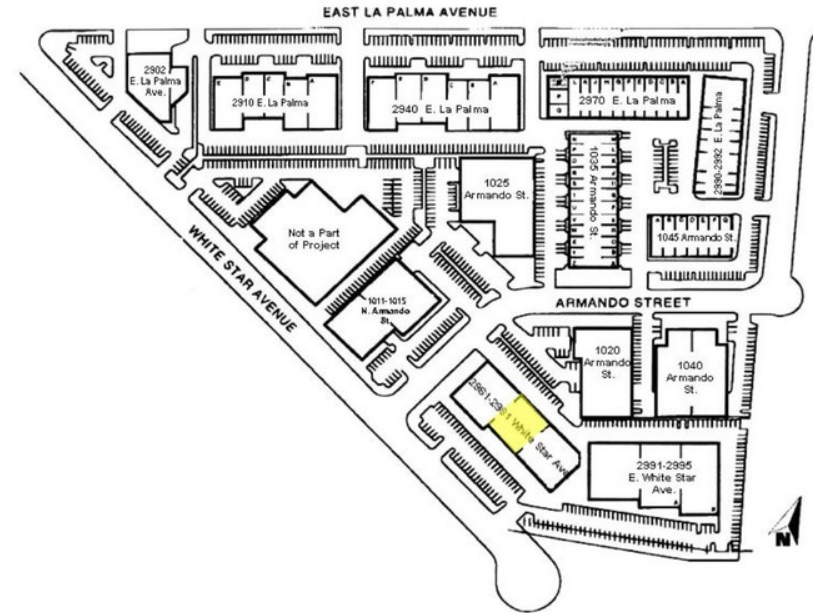 EAST LA PALMA AVENUE
2902
E. La Palma
Ave.
2910 E. La Palma
2940 E. La Palma
2970 E. La Palma
2990-2992 E. La Palma
1025
Armando St.
1035 Armando
St.
1045 Armando St.
Not a Part
of Project
WHITE STAR AVENUE
1011-1015
N. Armando
St.
ARMANDO STREET
1020
Armando
St.
1040
Armando
St.
2961-2981 White Star Ave
2991-2995
E. White Star
Ave.
N